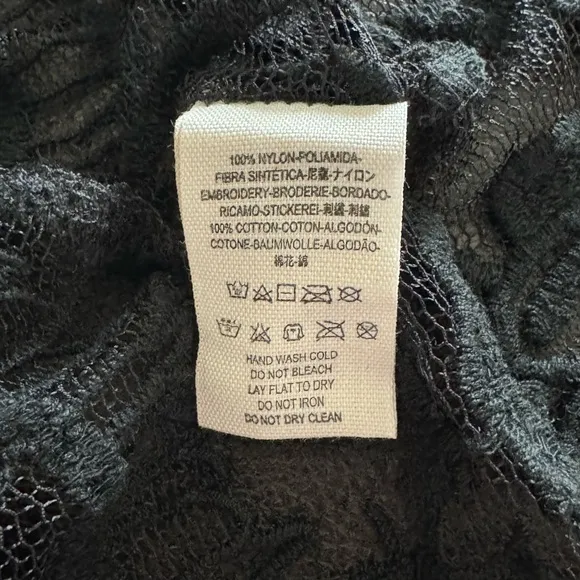 100% NYLON-POLIAMIDA-
FIBRA SINTÉTICA-尼龍-ナイロン
EMBROIDERY-BRODERIE-BORDADO-
RICAMO-STICKEREI-刺繡-刺繍
100% COTTON-COTON-ALGODÓN-
COTONE-BAUMWOLLE-ALGODÃO-
綿花-綿
HAND WASH COLD
DO NOT BLEACH
LAY FLAT TO DRY
DO NOT IRON
DO NOT DRY CLEAN